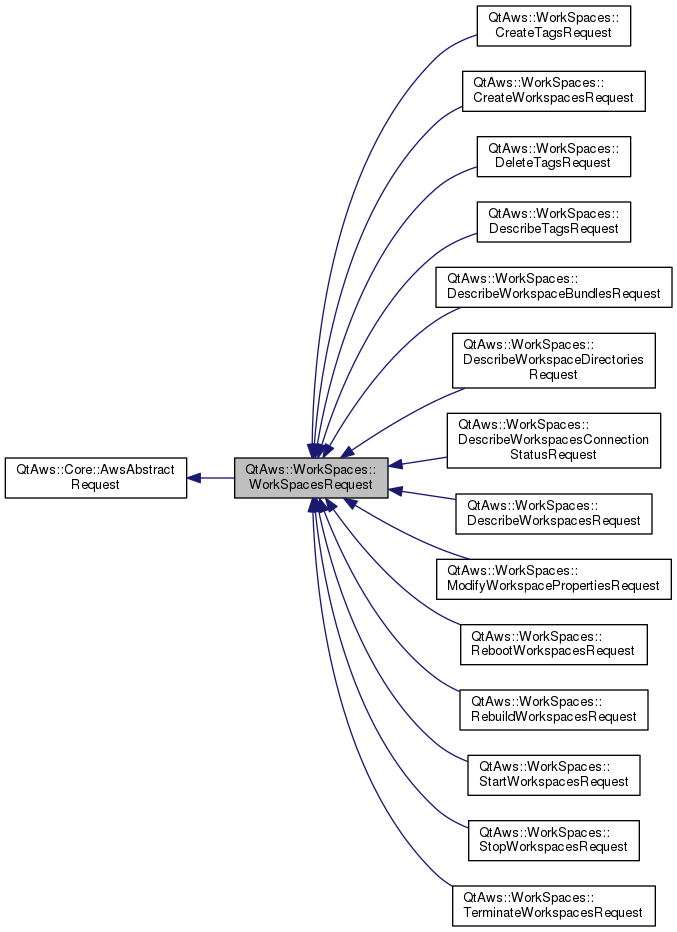 QtAws::WorkSpaces::
CreateTagsRequest
QtAws::WorkSpaces::
CreateWorkspacesRequest
QtAws::WorkSpaces::
DeleteTagsRequest
QtAws::WorkSpaces::
DescribeTagsRequest
QtAws::WorkSpaces::
DescribeWorkspaceBundlesRequest
QtAws::WorkSpaces::
DescribeWorkspaceDirectories
Request
QtAws::WorkSpaces::
DescribeWorkspacesConnection
StatusRequest
QtAws::Core::AwsAbstract
Request
QtAws::WorkSpaces::
WorkSpacesRequest
QtAws::WorkSpaces::
DescribeWorkspacesRequest
QtAws::WorkSpaces::
ModifyWorkspacePropertiesRequest
QtAws::WorkSpaces::
RebootWorkspacesRequest
QtAws::WorkSpaces::
RebuildWorkspacesRequest
QtAws::WorkSpaces::
StartWorkspacesRequest
QtAws::WorkSpaces::
StopWorkspacesRequest
QtAws::WorkSpaces::
TerminateWorkspacesRequest